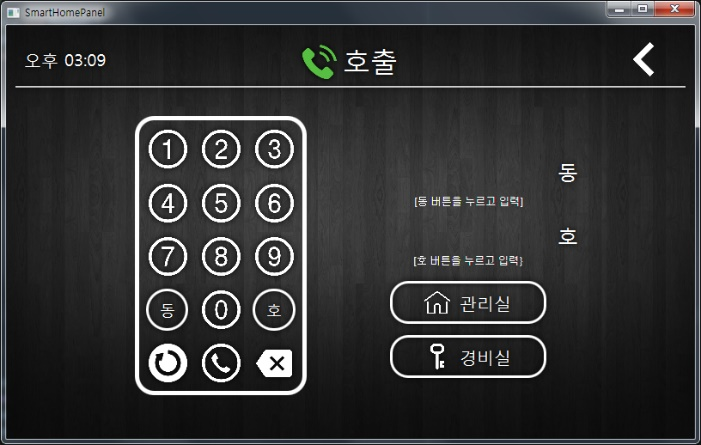 SmartHomePanel
오후 03:09
호출
1 2 3
4 5 6
7 8 9
동 0 호
동
[동 버튼을 누르고 입력]
호
[호 버튼을 누르고 입력]
관리실
경비실